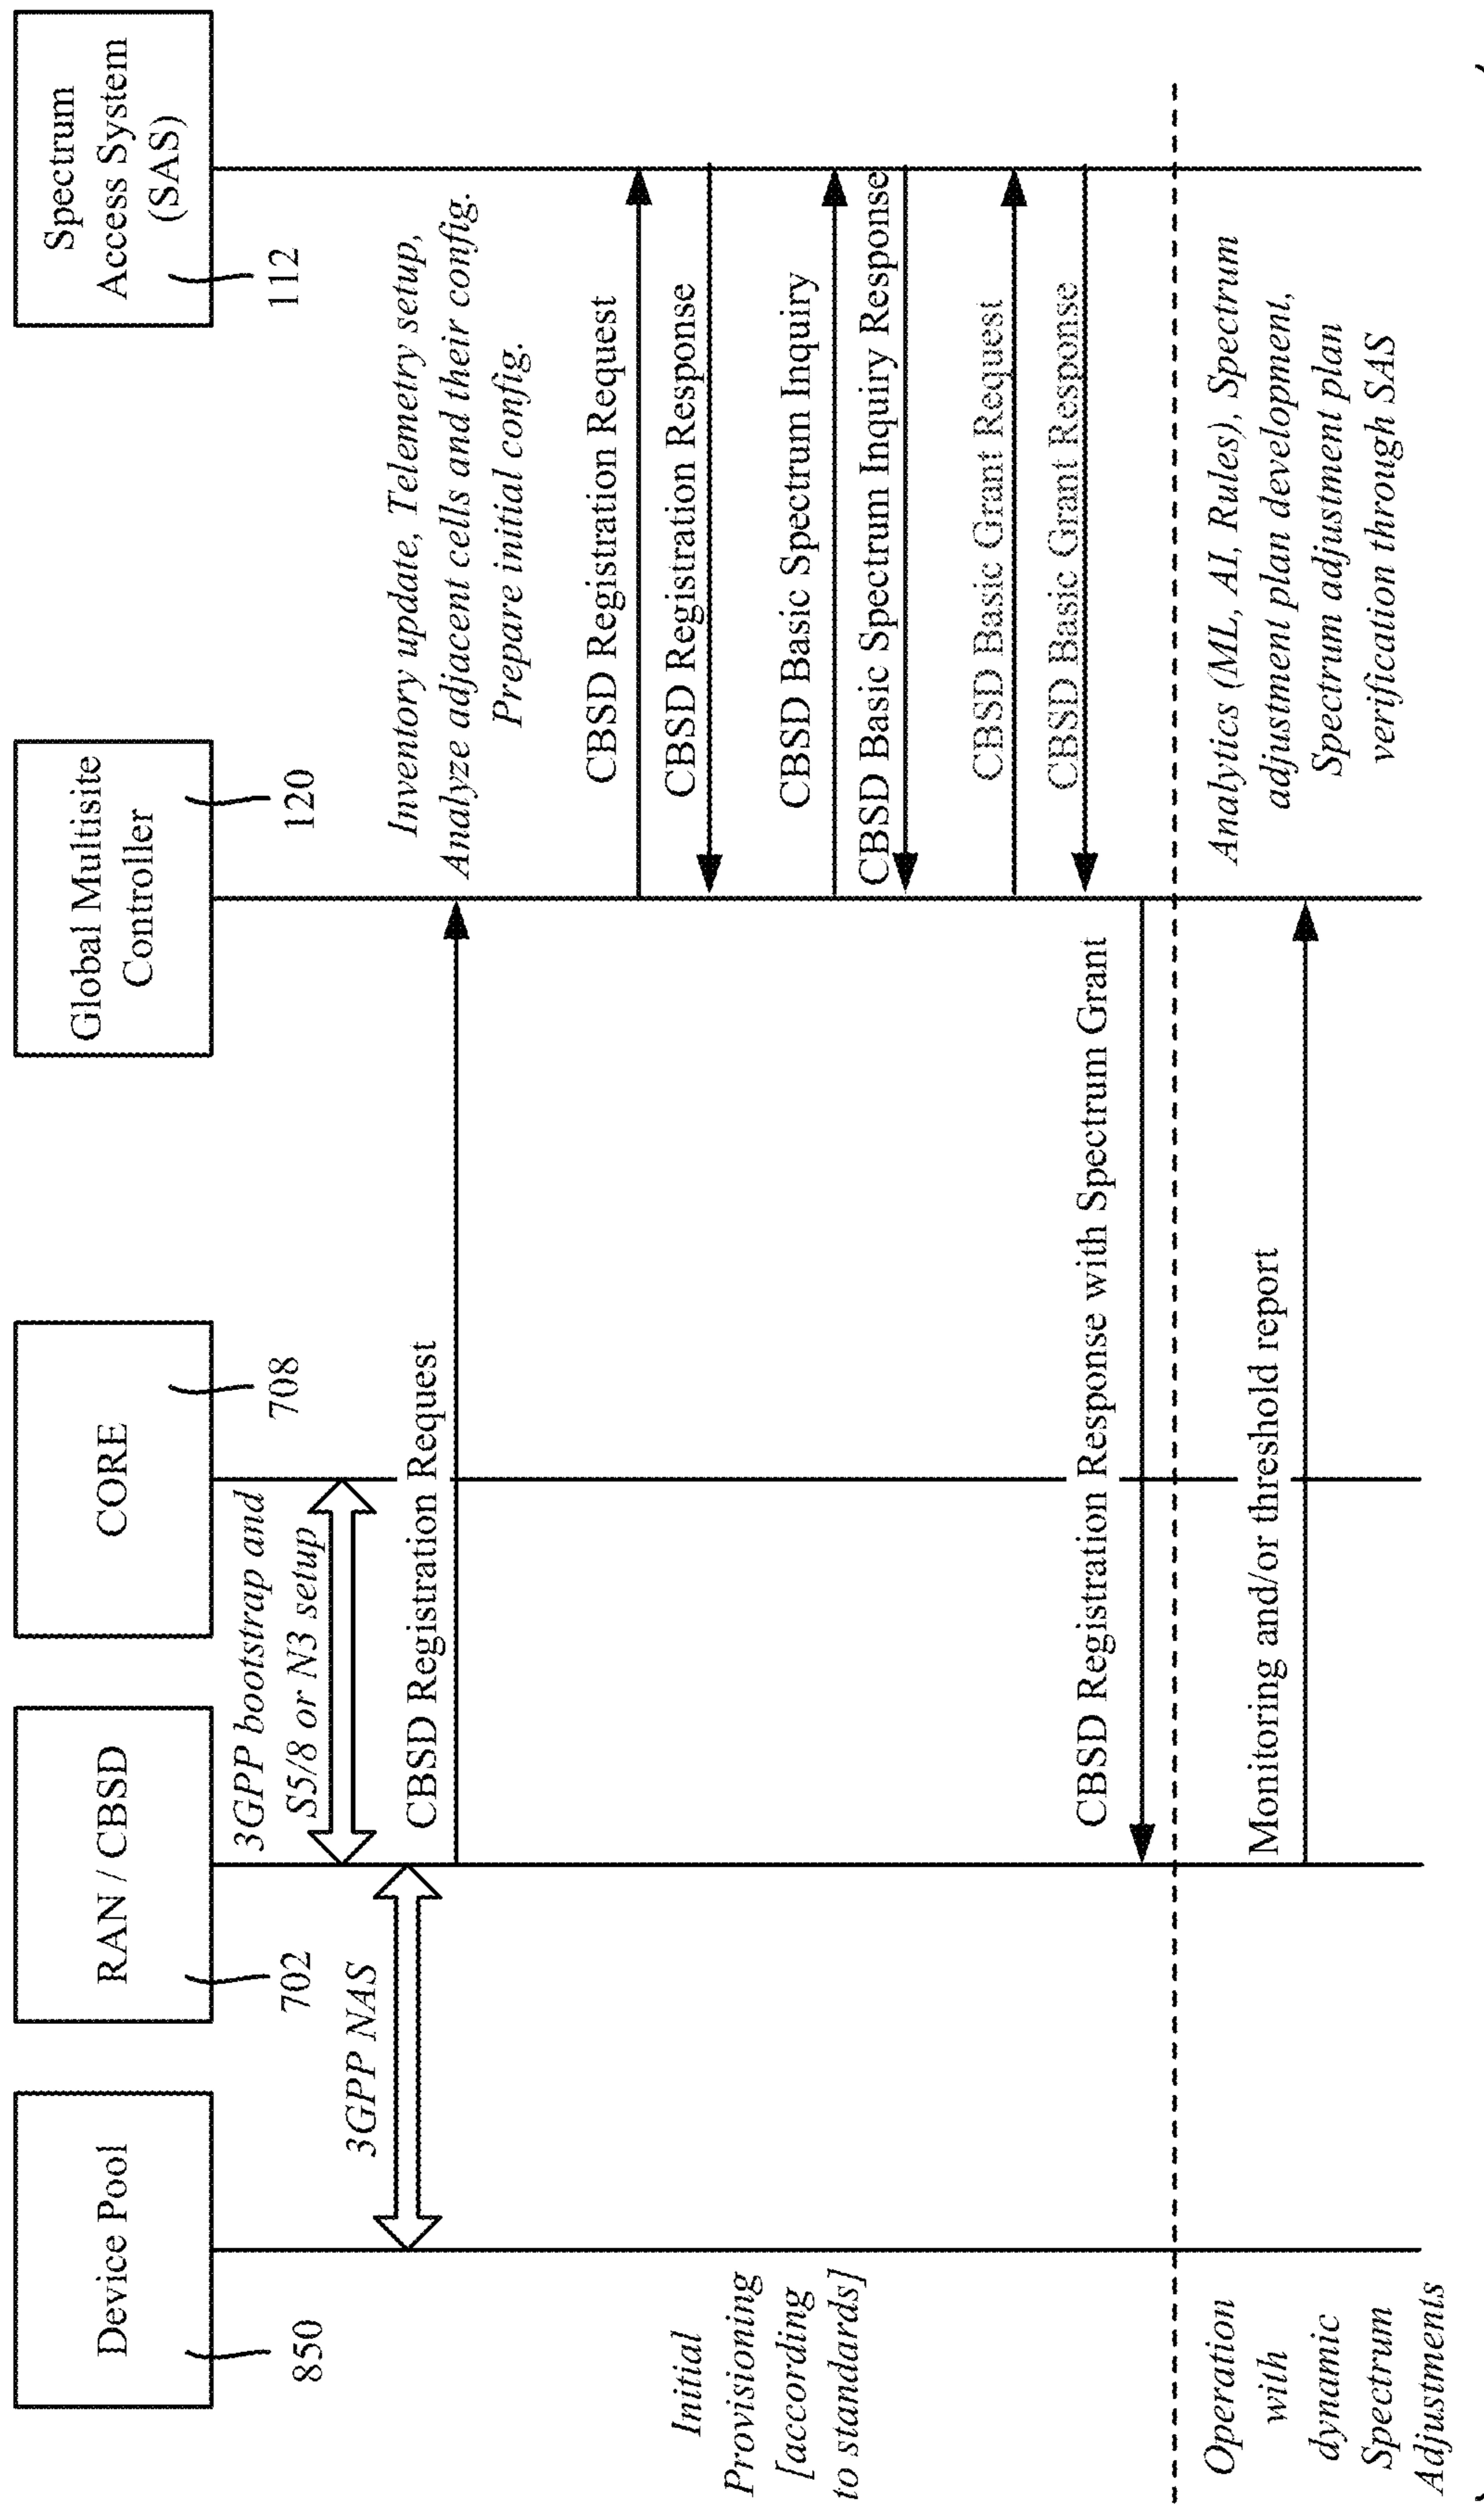 Device Pool
850
RAN / CBSD
702
CORE
708
Global Multisite
Controller
120
Spectrum
Access System
(SAS)
112
3GPP bootstrap and
S5/8 or N3 setup
3GPP NAS
CBSD Registration Request
Inventory update, Telemetry setup,
Analyze adjacent cells and their config.
Prepare initial config.
CBSD Registration Request
CBSD Registration Response
Initial
Provisioning
[according
to standards]
CBSD Basic Spectrum Inquiry
CBSD Basic Spectrum Inquiry Response
CBSD Basic Grant Request
CBSD Basic Grant Response
CBSD Registration Response with Spectrum Grant
Operation
with
dynamic
Spectrum
Adjustments
Monitoring and/or threshold report
Analytics (ML, AI, Rules), Spectrum
adjustment plan development,
Spectrum adjustment plan
verification through SAS